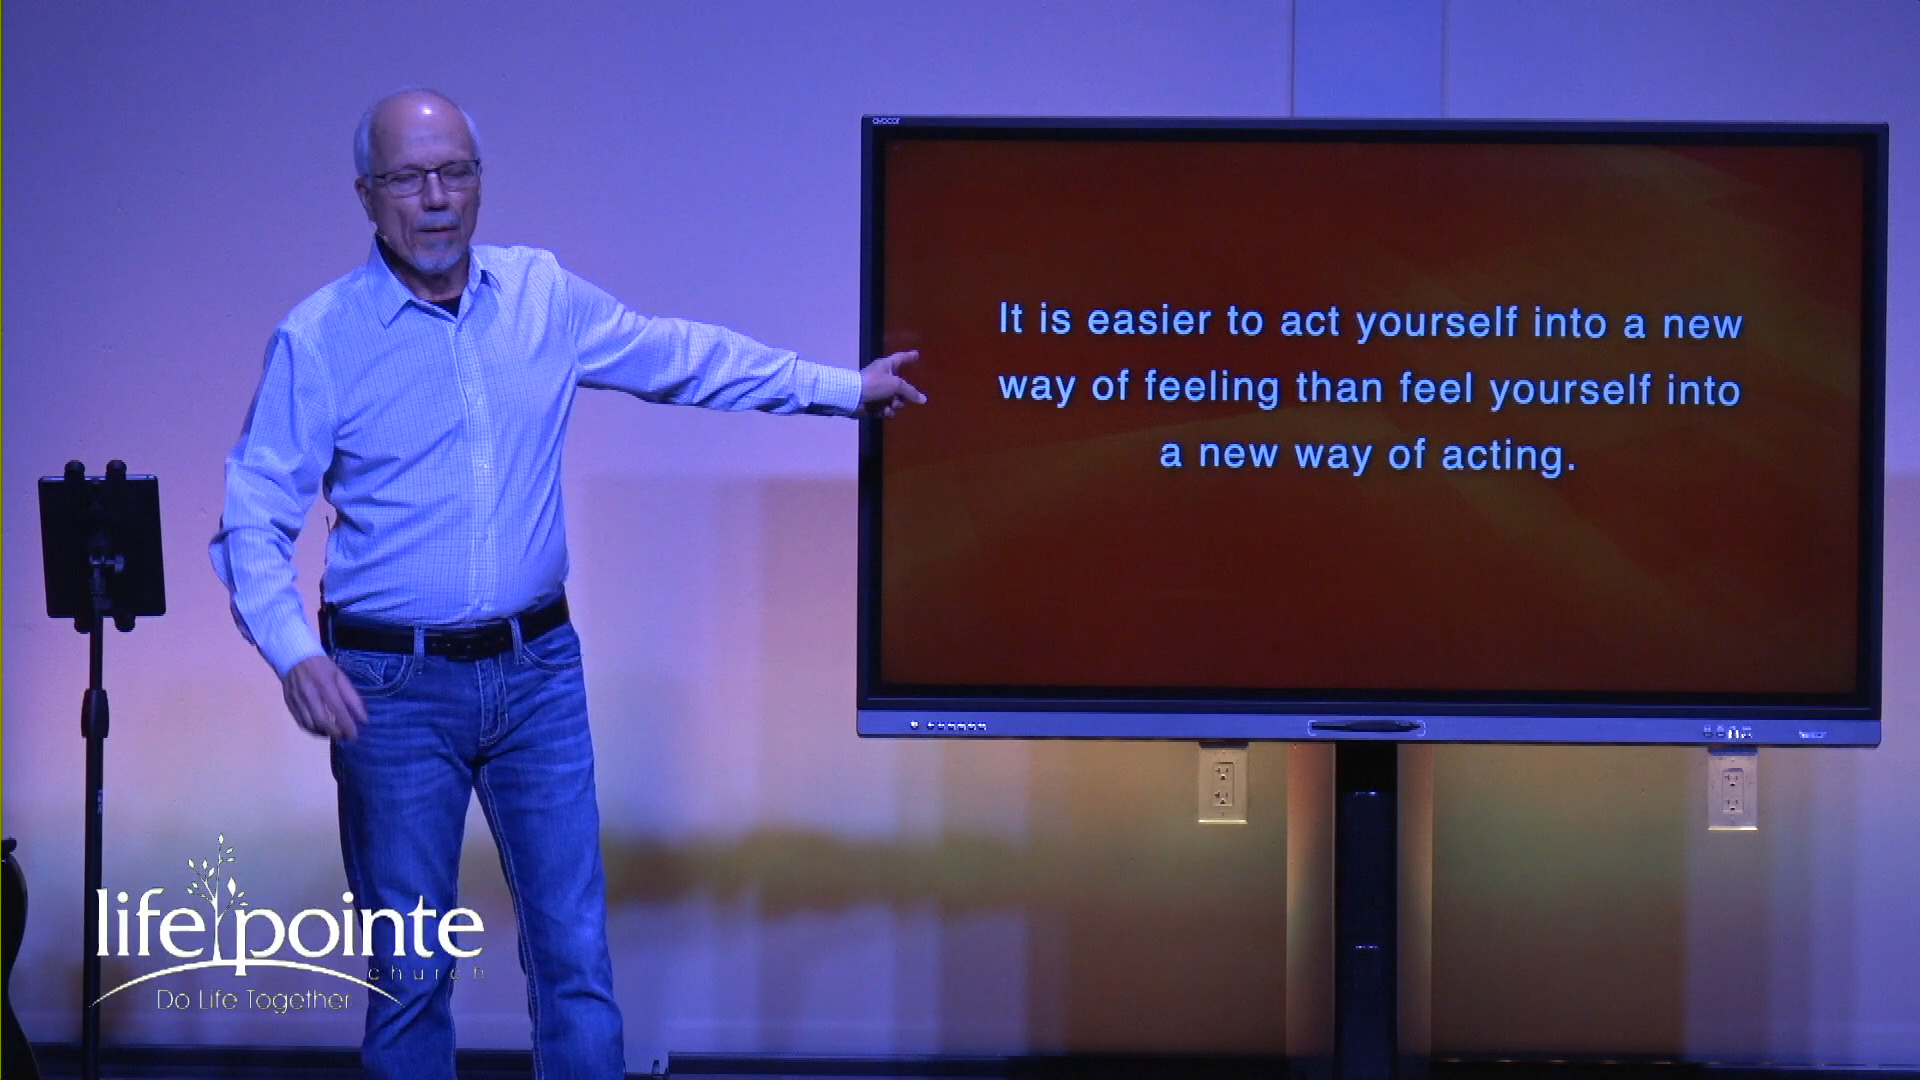 avocor
It is easier to act yourself into a new
way of feeling than feel yourself into
a new way of acting.
life pointe
church
Do Life Together